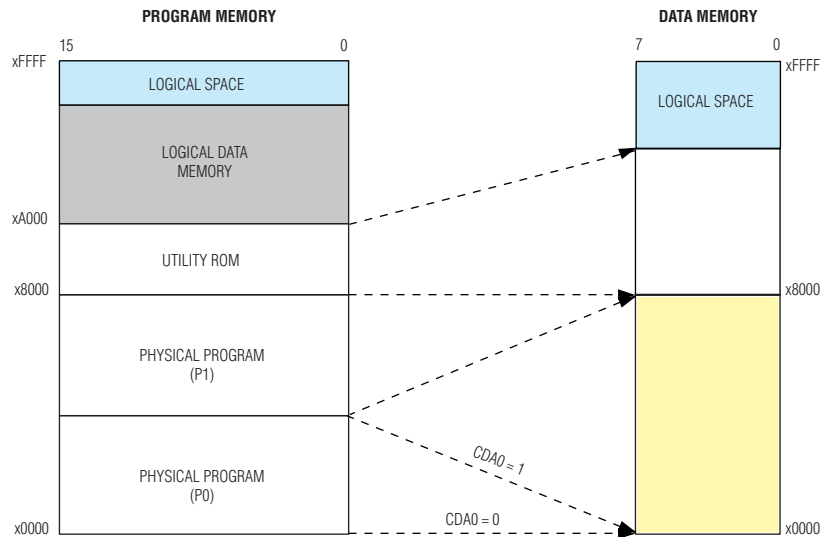 PROGRAM MEMORY
DATA MEMORY
15
0
7
0
xFFFF
xFFFF
LOGICAL SPACE
LOGICAL SPACE
LOGICAL DATA
MEMORY
xA000
UTILITY ROM
x8000
x8000
PHYSICAL PROGRAM
(P1)
CDA0 = 1
PHYSICAL PROGRAM
(P0)
CDA0 = 0
x0000
x0000